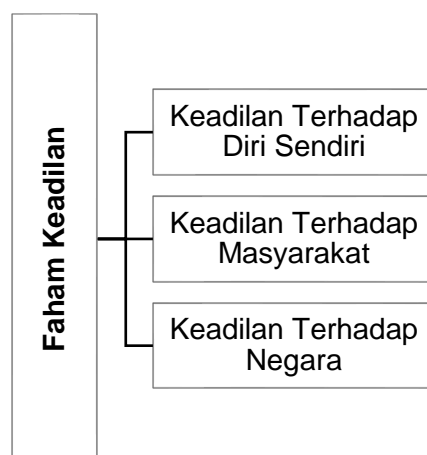 Faham Keadilan
Keadilan Terhadap
Diri Sendiri
Keadilan Terhadap
Masyarakat
Keadilan Terhadap
Negara